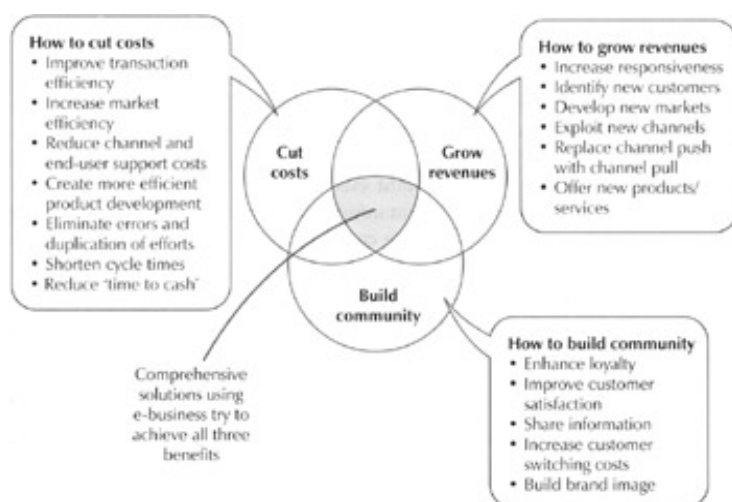 How to cut costs
• Improve transaction
efficiency
• Increase market
efficiency
• Reduce channel and
end-user support costs
• Create more efficient
product development
• Eliminate errors and
duplication of efforts
• Shorten cycle times
• Reduce 'time to cash'
How to grow revenues
• Increase responsiveness
• Identify new customers
• Develop new markets
• Exploit new channels
• Replace channel push
with channel pull
• Offer new products/
services
Cut
costs
Grow
revenues
Build
community
Comprehensive
solutions using
e-business try to
achieve all three
benefits
How to build community
• Enhance loyalty
• Improve customer
satisfaction
• Share information
• Increase customer
switching costs
• Build brand image